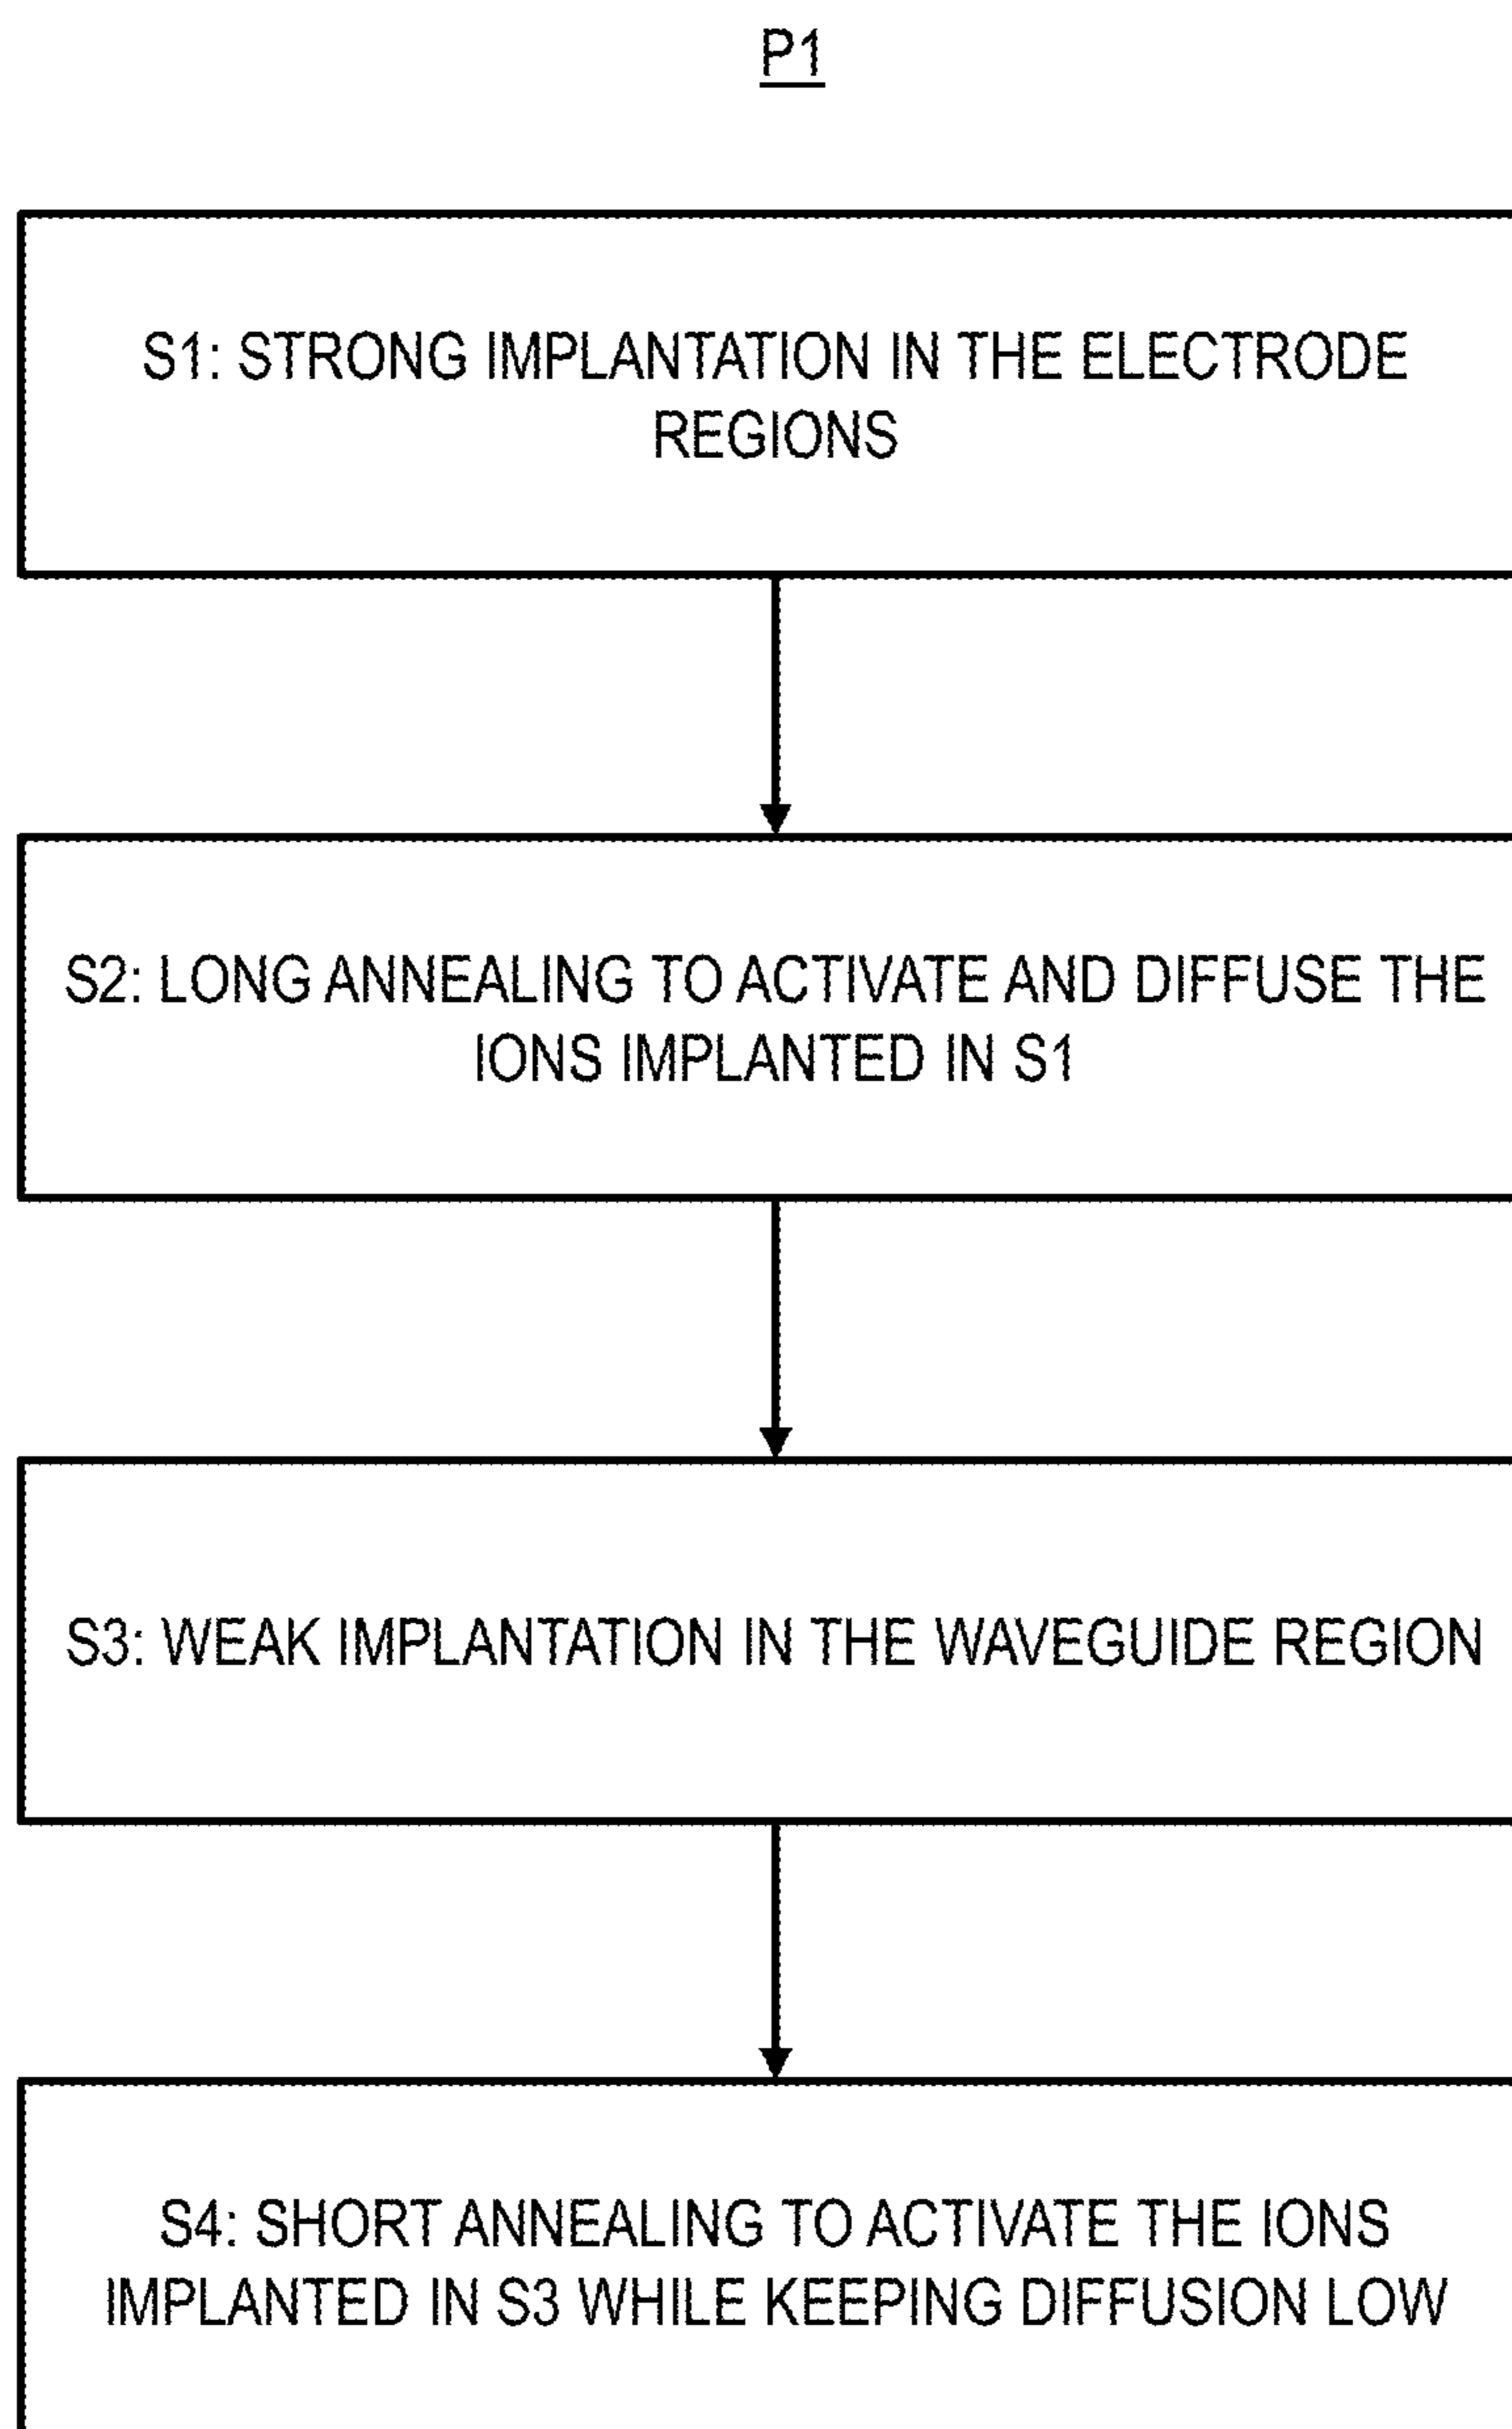 P1
S1: STRONG IMPLANTATION IN THE ELECTRODE
REGIONS
S2: LONG ANNEALING TO ACTIVATE AND DIFFUSE THE
IONS IMPLANTED IN S1
S3: WEAK IMPLANTATION IN THE WAVEGUIDE REGION
S4: SHORT ANNEALING TO ACTIVATE THE IONS
IMPLANTED IN S3 WHILE KEEPING DIFFUSION LOW